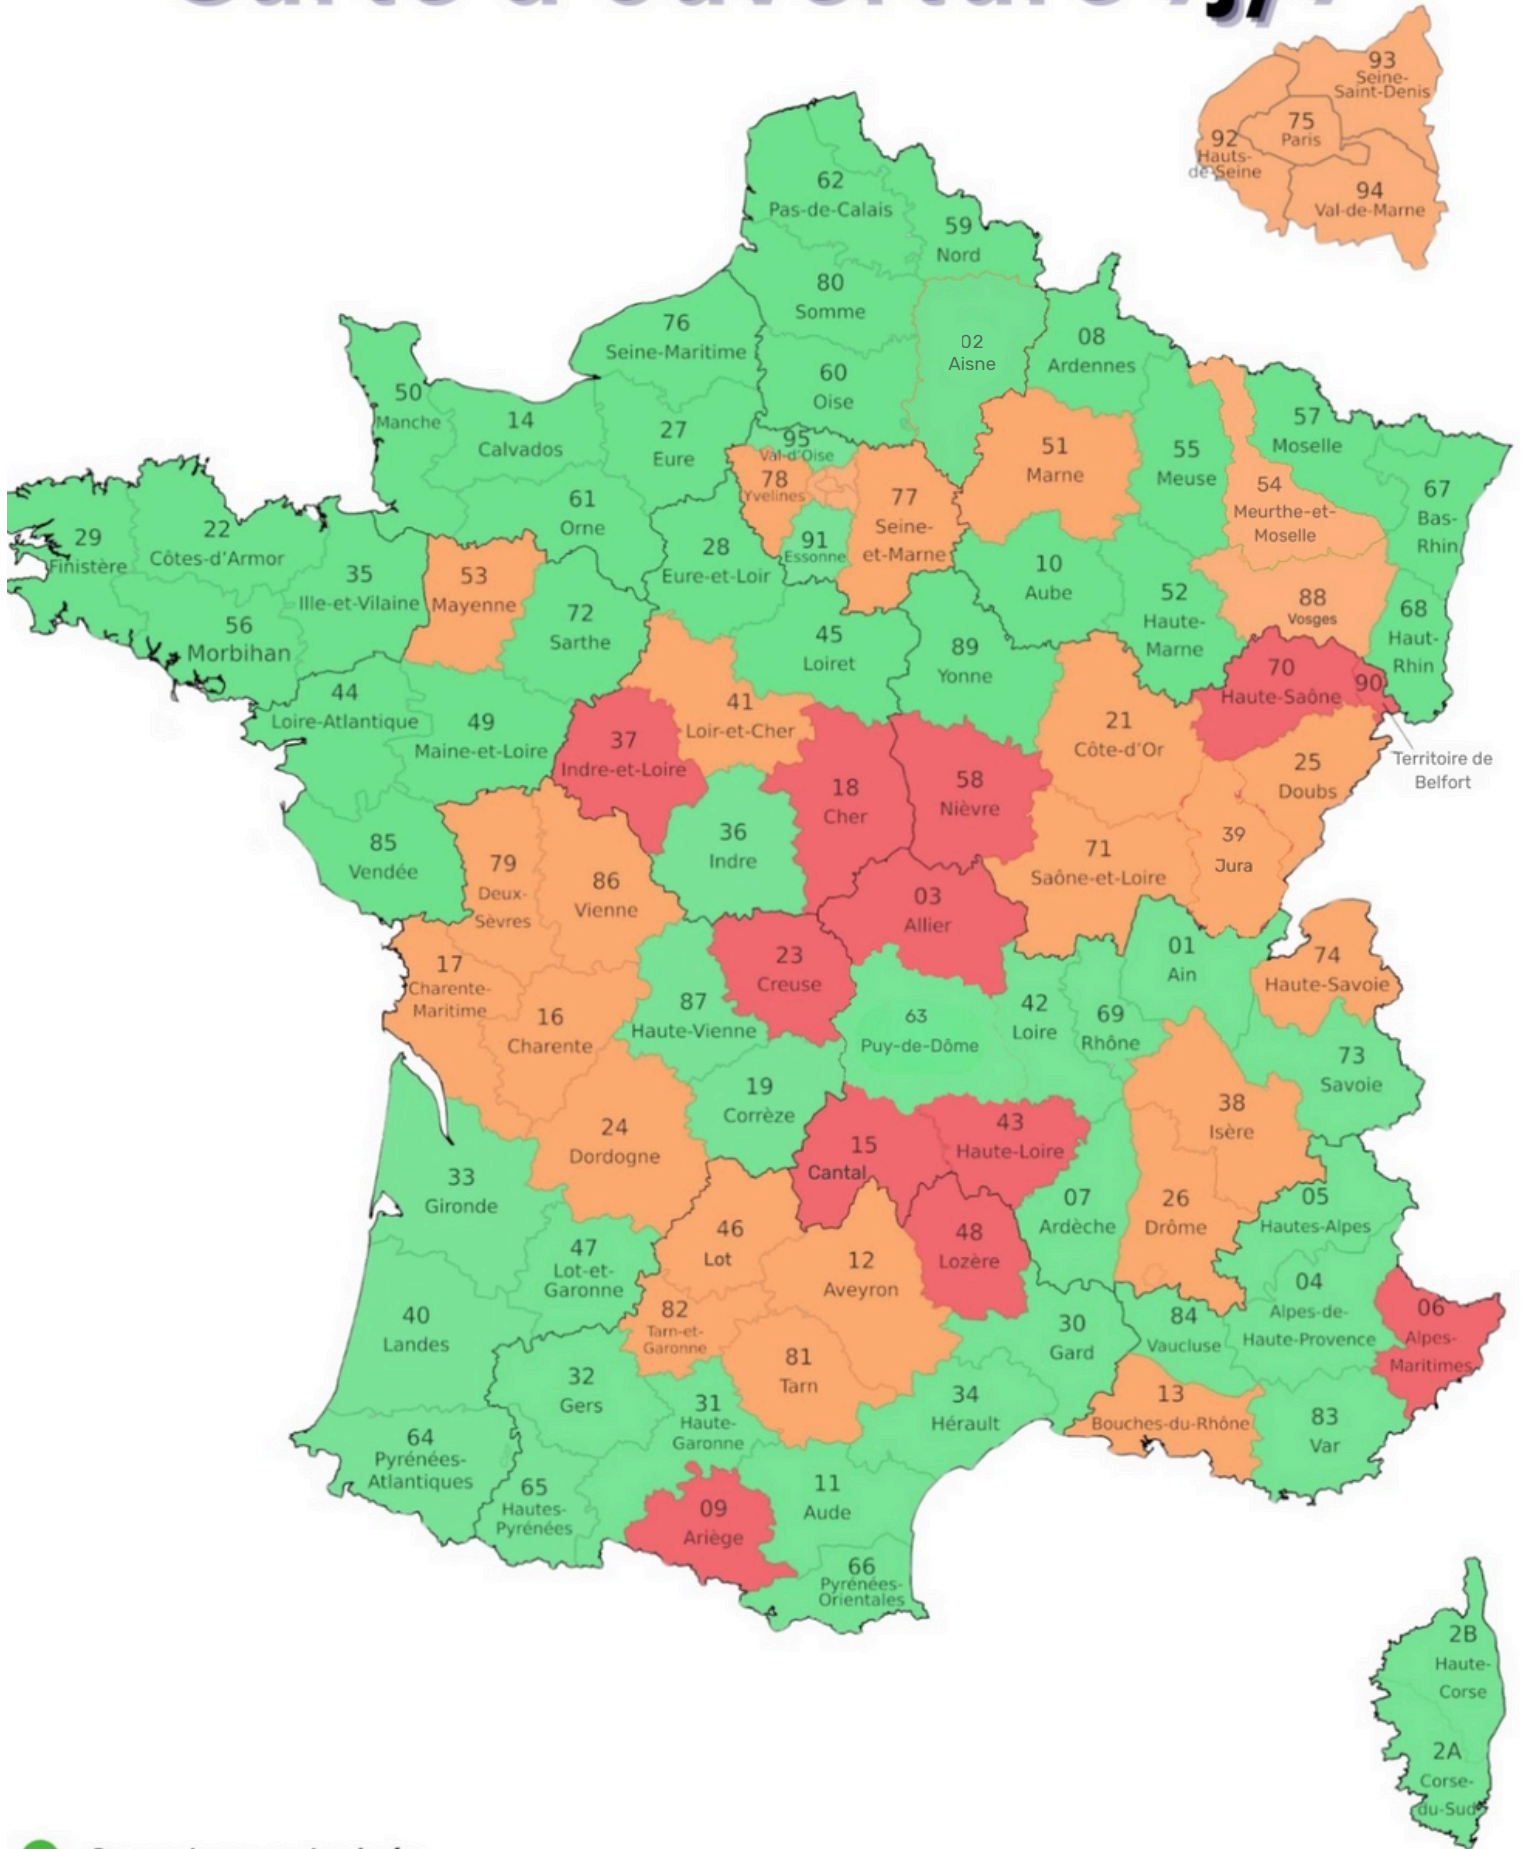 93
Seine-
Saint-Denis
75
Paris
92
Hauts-
de-Seine
94
Val-de-Marne
62
Pas-de-Calais
59
Nord
80
Somme
76
Seine-Maritime
02
Aisne
08
Ardennes
60
Oise
50
Manche
14
Calvados
27
Eure
95
Val-d'Oise
78
Yvelines
51
Marne
55
Meuse
57
Moselle
54
Meurthe-et-
Moselle
67
Bas-
Rhin
77
Seine-
et-Marne
61
Orne
29
Finistère
22
Côtes-d'Armor
28
Eure-et-Loir
91
Essonne
10
Aube
35
Ille-et-Vilaine
53
Mayenne
72
Sarthe
52
Haute-
Marne
88
Vosges
68
Haut-
Rhin
56
Morbihan
45
Loiret
89
Yonne
70
Haute-Saône
90
44
Loire-Atlantique
49
Maine-et-Loire
41
Loir-et-Cher
37
Indre-et-Loire
21
Côte-d'Or
25
Doubs
Territoire de
Belfort
18
Cher
58
Nièvre
36
Indre
85
Vendée
79
Deux-
Sèvres
86
Vienne
71
Saône-et-Loire
39
Jura
03
Allier
01
Ain
74
Haute-Savoie
23
Creuse
17
Charente-
Maritime
16
Charente
87
Haute-Vienne
63
Puy-de-Dôme
42
Loire
69
Rhône
73
Savoie
19
Corrèze
24
Dordogne
38
Isère
15
Cantal
43
Haute-Loire
33
Gironde
07
Ardèche
26
Drôme
05
Hautes-Alpes
46
Lot
12
Aveyron
48
Lozère
47
Lot-et-
Garonne
04
Alpes-de-
Haute-Provence
06
Alpes-
Maritimes
40
Landes
82
Tarn-et-
Garonne
30
Gard
84
Vaucluse
81
Tarn
32
Gers
31
Haute-
Garonne
34
Hérault
13
Bouches-du-Rhône
83
Var
64
Pyrénées-
Atlantiques
65
Hautes-
Pyrénées
09
Ariège
11
Aude
66
Pyrénées-
Orientales
2B
Haute-
Corse
2A
Corse-
du-Sud